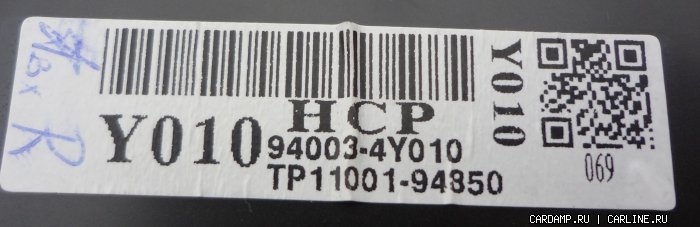 HCP
Y010
94003-4Y010
TP11001-94850
Y010
069
R
CARDAMP.RU | CARLINE.RU